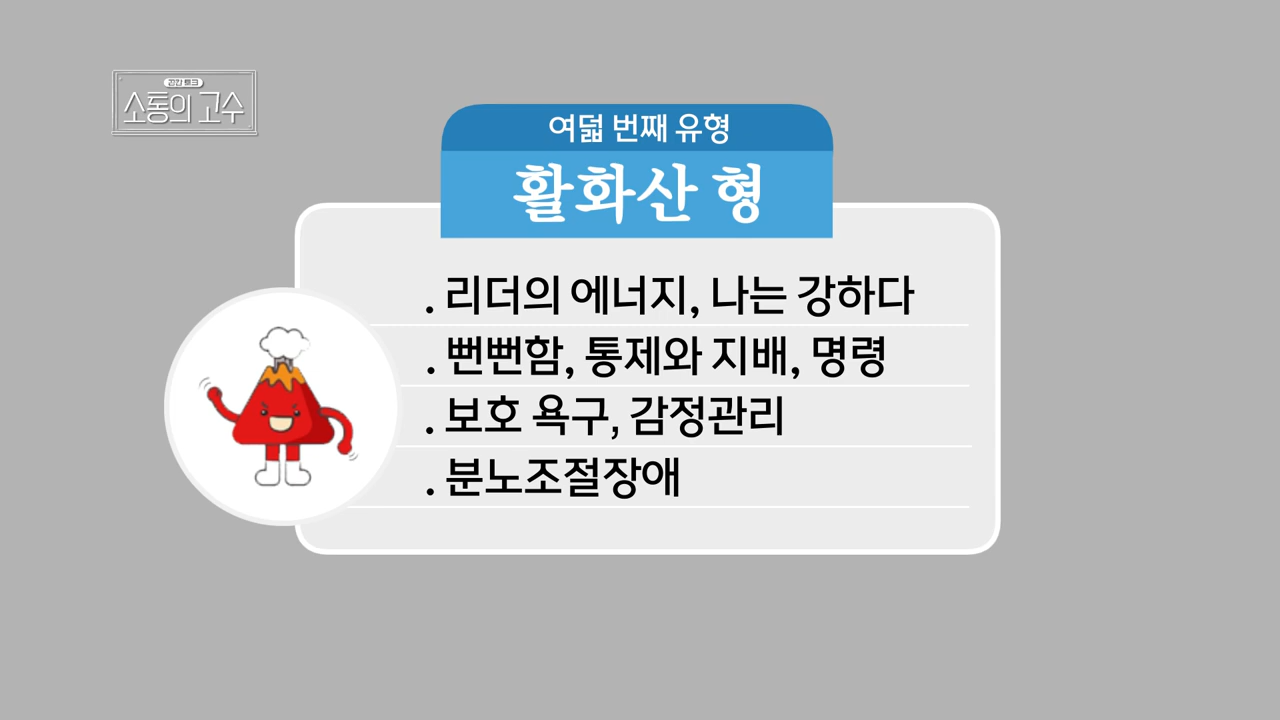 소통의 고수
여덟 번째 유형
활화산 형
. 리더의 에너지, 나는 강하다
. 뻔뻔함, 통제와 지배, 명령
. 보호 욕구, 감정관리
. 분노조절장애